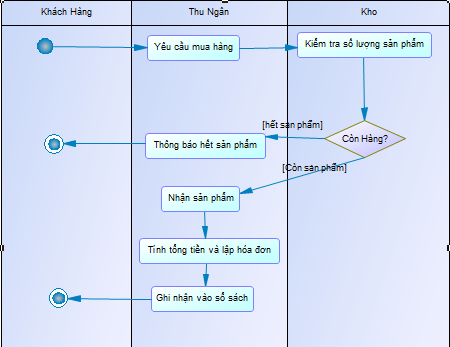 Khách Hàng
Thu Ngân
Kho
Yêu cầu mua hàng
Kiểm tra số lượng sản phẩm
[hết sản phẩm]
Còn Hàng?
Thông báo hết sản phẩm
[Còn sản phẩm]
Nhận sản phẩm
Tính tổng tiền và lập hóa đơn
Ghi nhận vào sổ sách